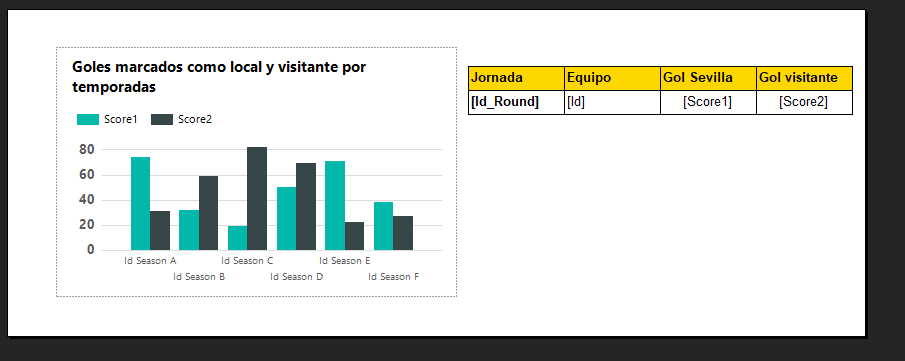 Goles marcados como local y visitante por
temporadas
Score1 Score2
80
60
40
20
0
Id Season A Id Season C Id Season E
Id Season B Id Season D Id Season F
Jornada Equipo Gol Sevilla Gol visitante
[Id_Round] [Id] [Score1] [Score2]